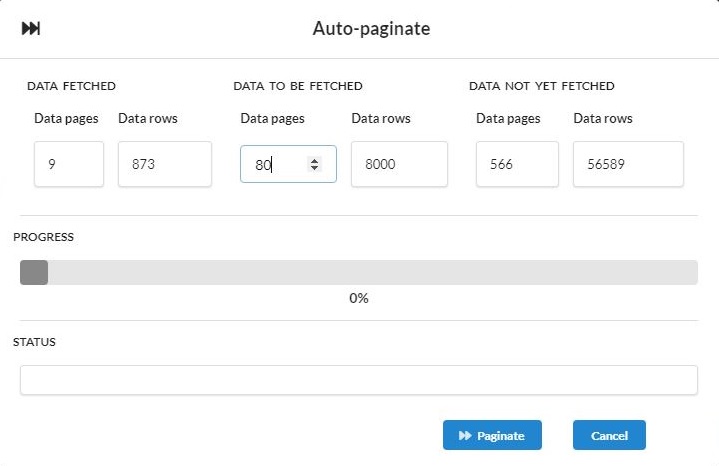 Auto-paginate
DATA FETCHED DATA TO BE FETCHED DATA NOT YET FETCHED
Data pages Data rows Data pages Data rows Data pages Data rows
9 873 80 8000 566 56589
PROGRESS
0%
STATUS
Paginate Cancel